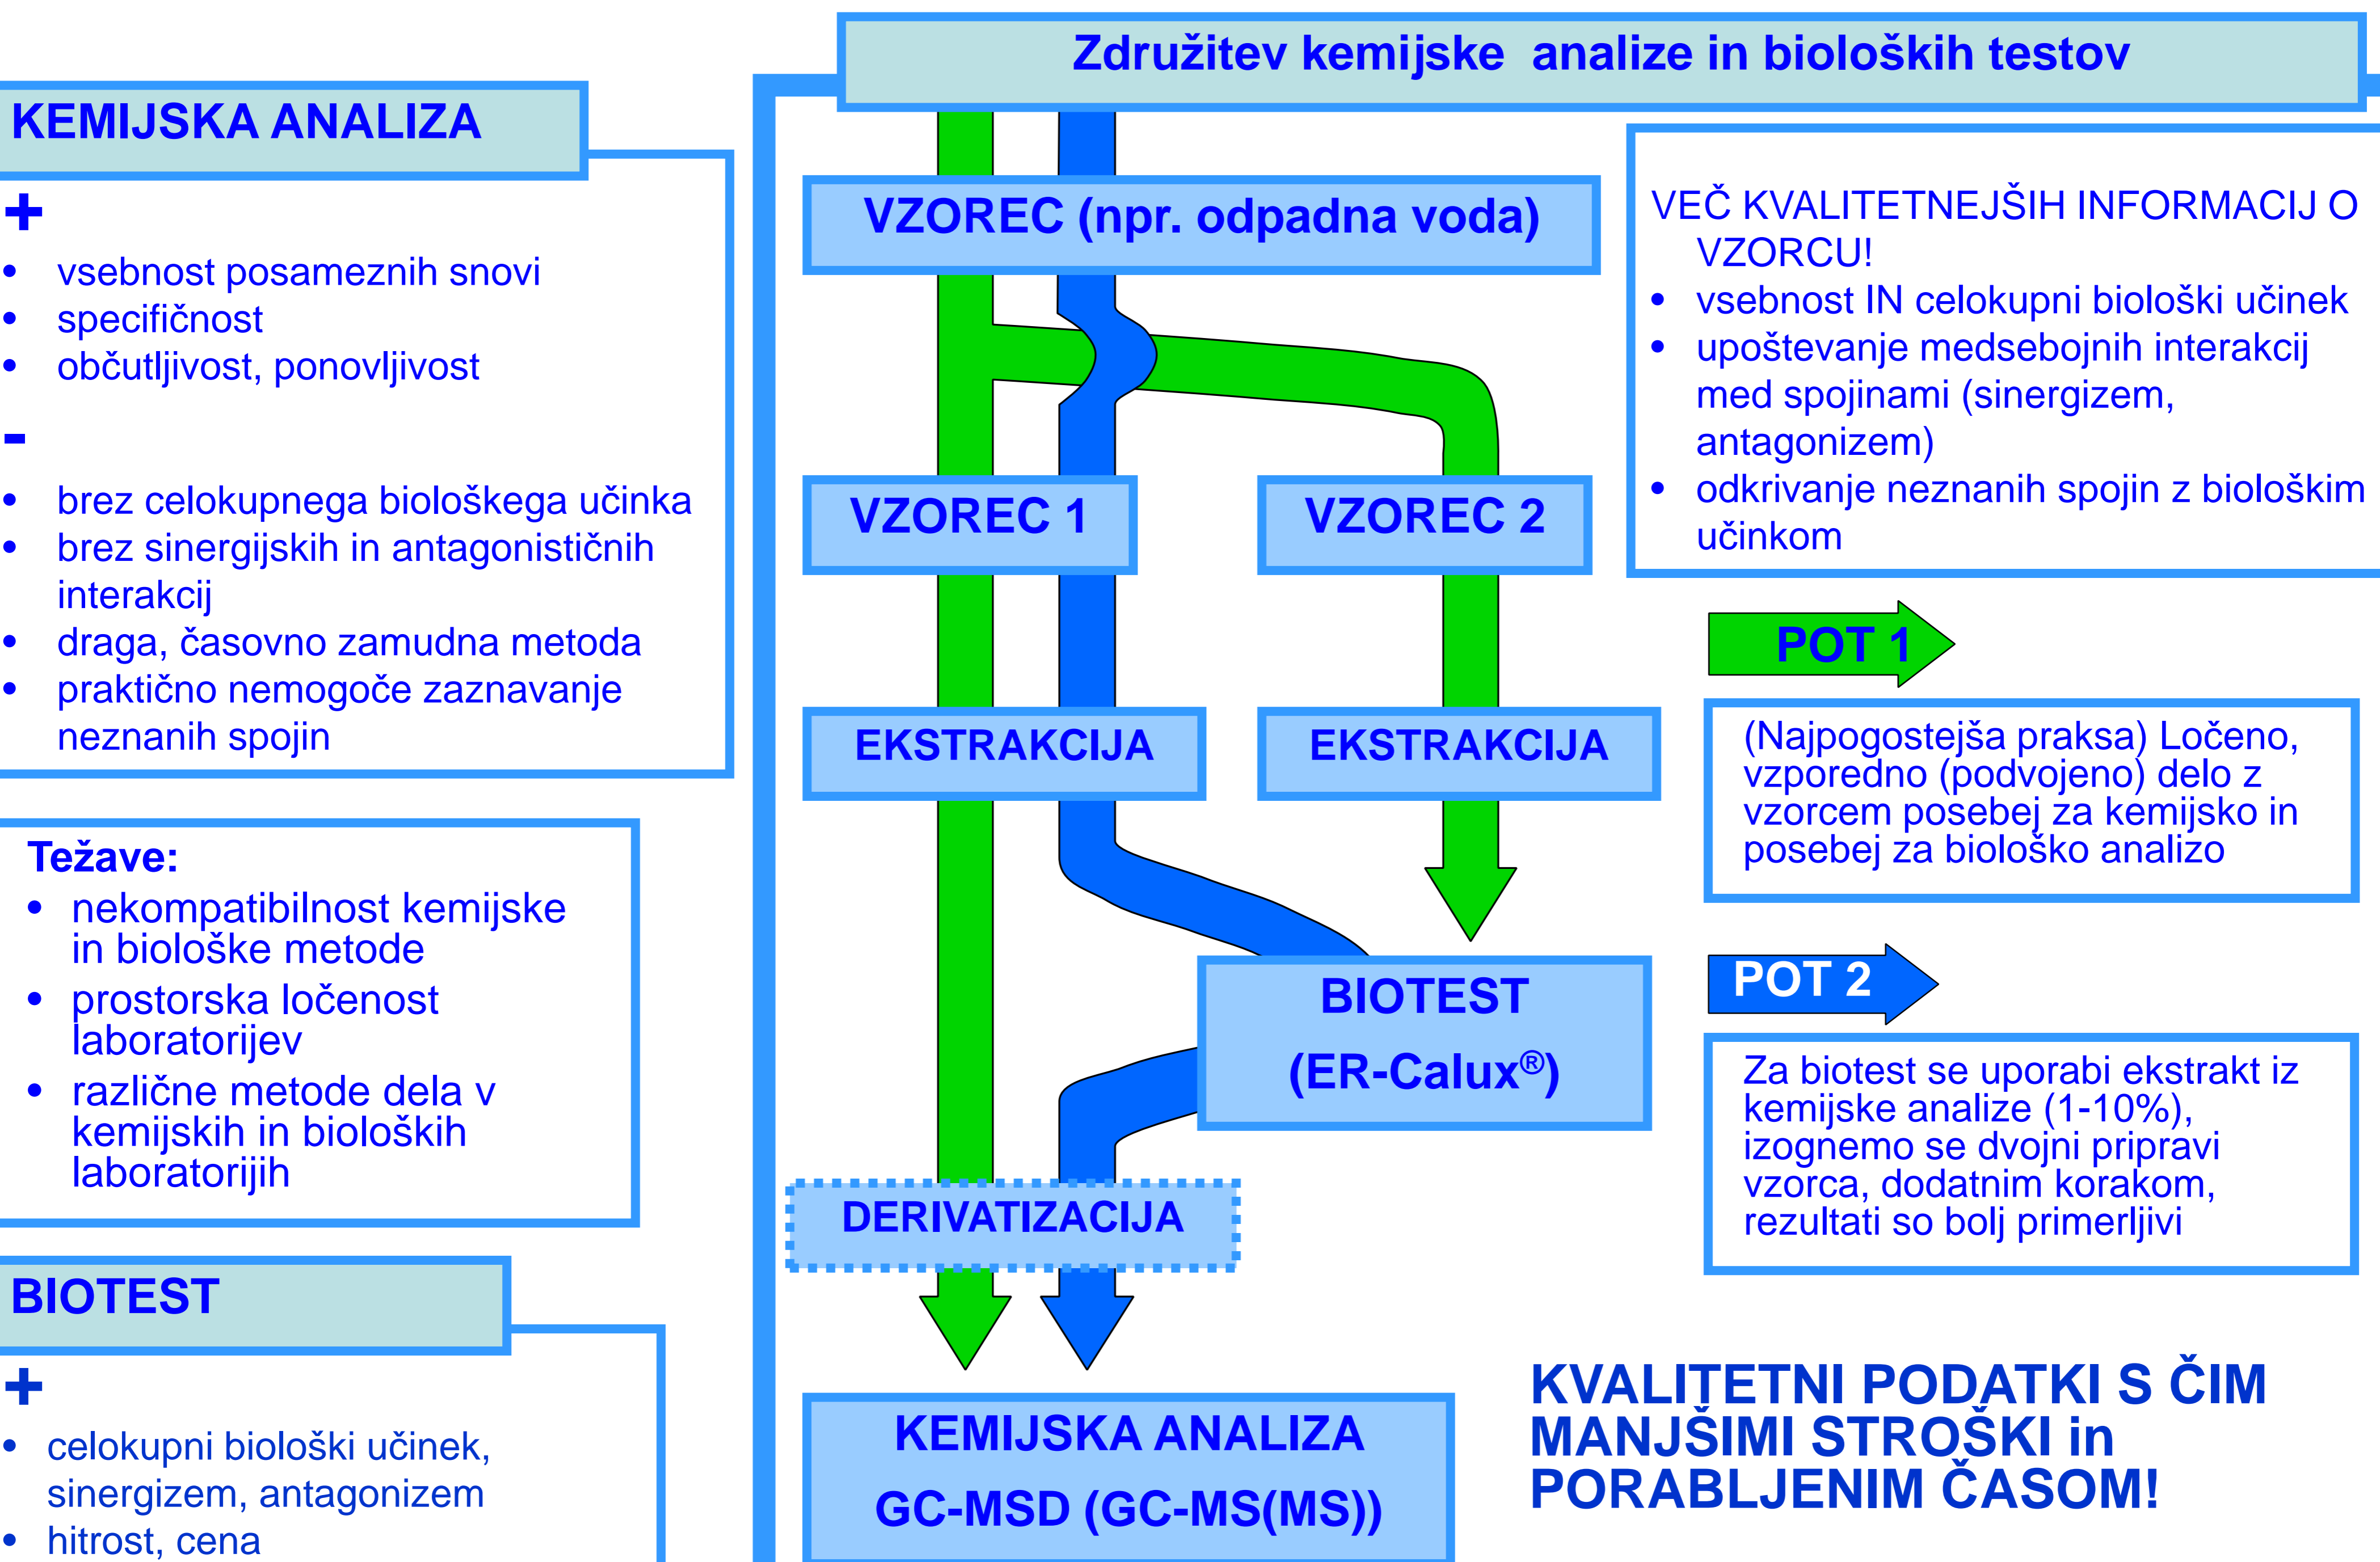 Združitev kemijske analize in bioloških testov
KEMIJSKA ANALIZA
+
• vsebnost posameznih snovi
• specifičnost
• občutljivost, ponovljivost
-
• brez celokupnega biološkega učinka
• brez sinergijskih in antagonističnih
interakcij
• draga, časovno zamudna metoda
• praktično nemogoče zaznavanje
neznanih spojin
Težave:
• nekompatibilnost kemijske
in biološke metode
• prostorska ločenost
laboratorijev
• različne metode dela v
kemijskih in bioloških
laboratorijih
BIOTEST
+
• celokupni biološki učinek,
sinergizem, antagonizem
• hitrost, cena
VZOREC (npr. odpadna voda)
VZOREC 1
VZOREC 2
EKSTRAKCIJA
EKSTRAKCIJA
BIOTEST
(ER-Calux®)
DERIVATIZACIJA
KEMIJSKA ANALIZA
GC-MSD (GC-MS(MS))
VEČ KVALITETNEJŠIH INFORMACIJ O
VZORCU!
• vsebnost IN celokupni biološki učinek
• upoštevanje medsebojnih interakcij
med spojinami (sinergizem,
antagonizem)
• odkrivanje neznanih spojin z biološkim
učinkom
POT 1
(Najpogostejša praksa) Ločeno,
vzporedno (podvojeno) delo z
vzorcem posebej za kemijsko in
posebej za biološko analizo
POT 2
Za biotest se uporabi ekstrakt iz
kemijske analize (1-10%),
izognemo se dvojni pripravi
vzorca, dodatnim korakom,
rezultati so bolj primerljivi
KVALITETNI PODATKI S ČIM
MANJŠIMI STROŠKI in
PORABLJENIM ČASOM!